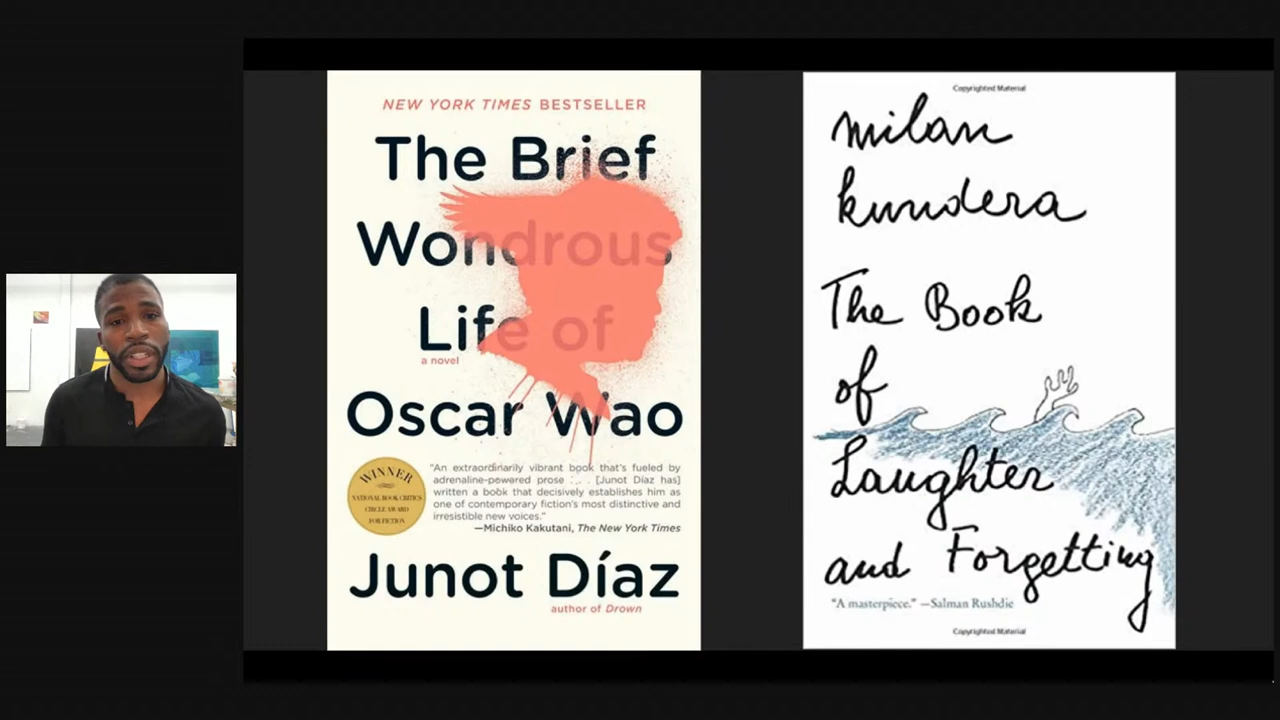 NEW YORK TIMES BESTSELLER
The Brief
Wondrous
Life of
a novel
Oscar Wao
WINNER
NATIONAL BOOK CRITICS
CIRCLE AWARD
FOR FICTION
"An extraordinarily vibrant book that's fueled by
adrenaline-powered prose . . . [Junot Díaz has]
written a book that decisively establishes him as
one of contemporary fiction's most distinctive and
irresistible new voices."
—Michiko Kakutani, The New York Times
Junot Díaz
author of Drown
Copyrighted Material
milan
kundera
The Book
of
Laughter
and Forgetting
"A masterpiece." —Salman Rushdie
Copyrighted Material